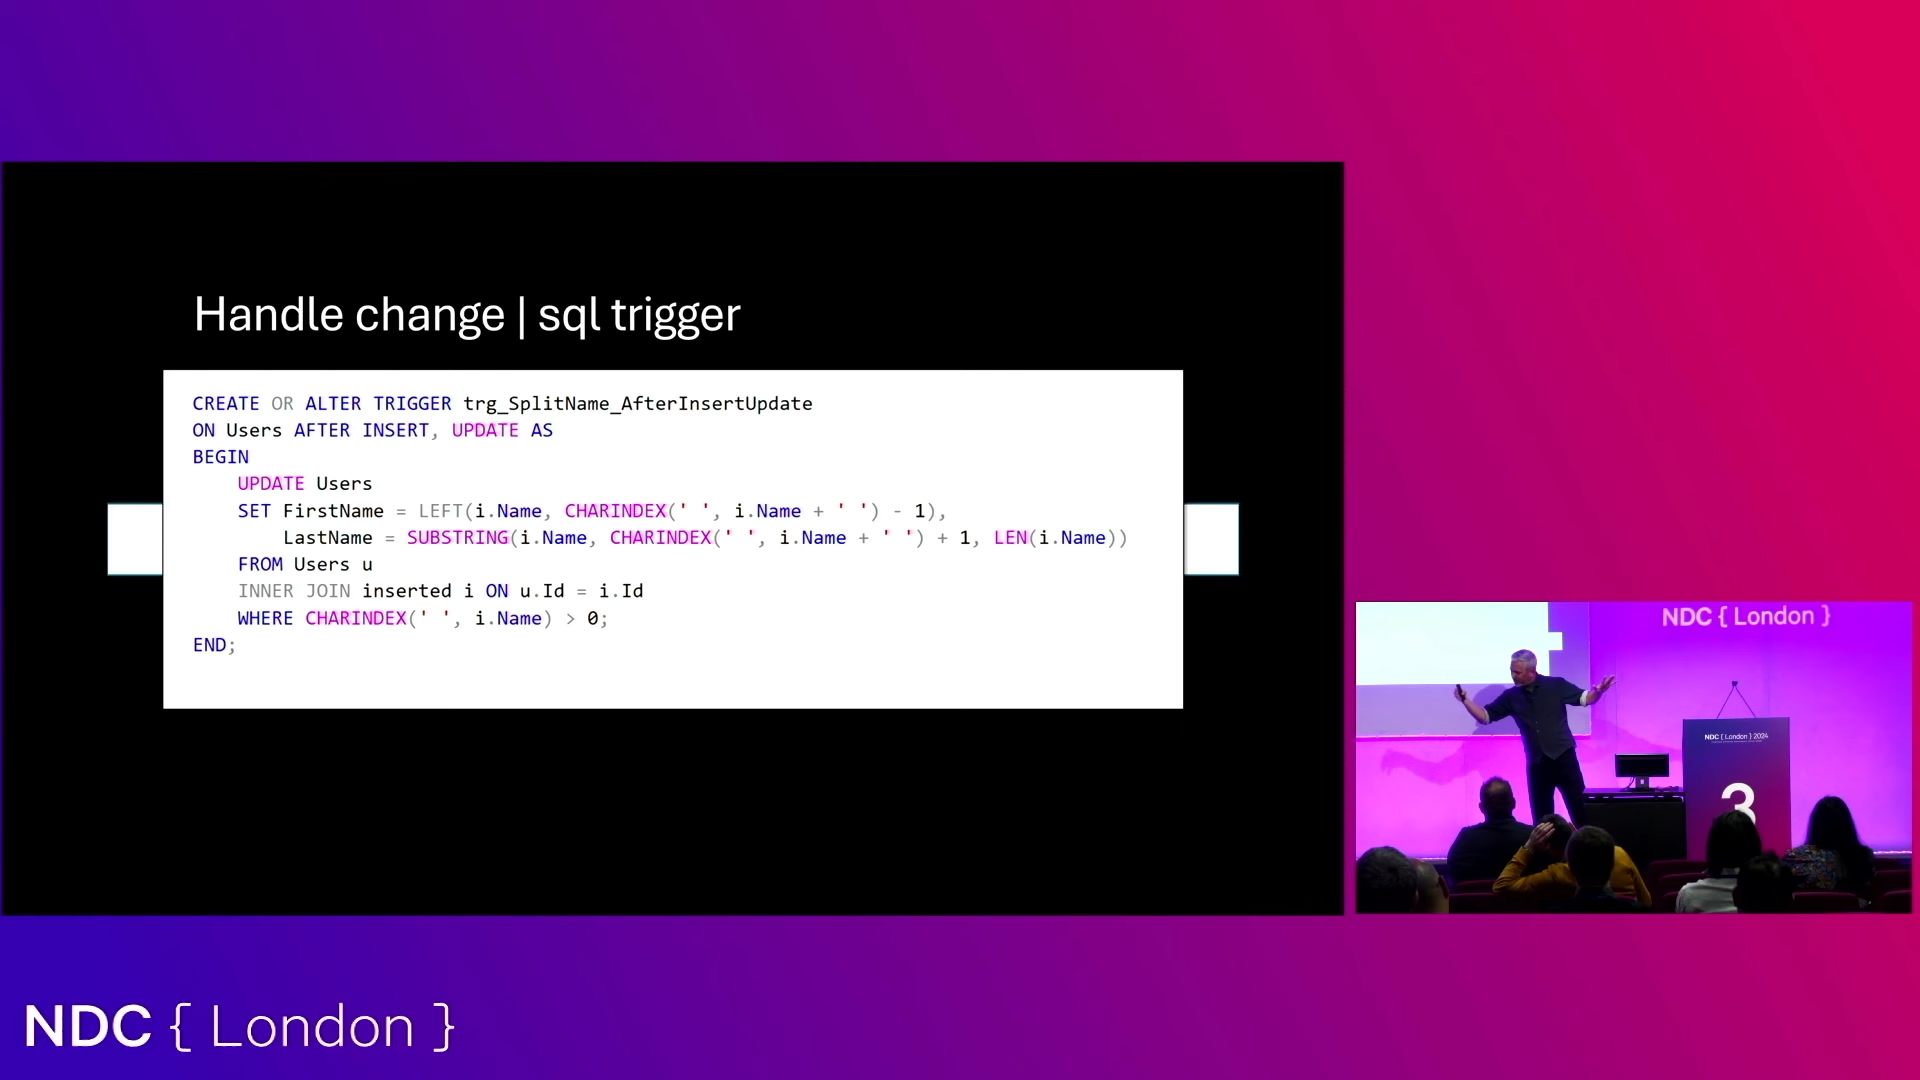 Handle change | sql trigger
CREATE OR ALTER TRIGGER trg_SplitName_AfterInsertUpdate
ON Users AFTER INSERT, UPDATE AS
BEGIN
    UPDATE Users
    SET FirstName = LEFT(i.Name, CHARINDEX(' ', i.Name + ' ') - 1),
        LastName = SUBSTRING(i.Name, CHARINDEX(' ', i.Name + ' ') + 1, LEN(i.Name))
    FROM Users u
    INNER JOIN inserted i ON u.Id = i.Id
    WHERE CHARINDEX(' ', i.Name) > 0;
END;
NDC { London }
NDC { London } 2024
3
NDC { London }